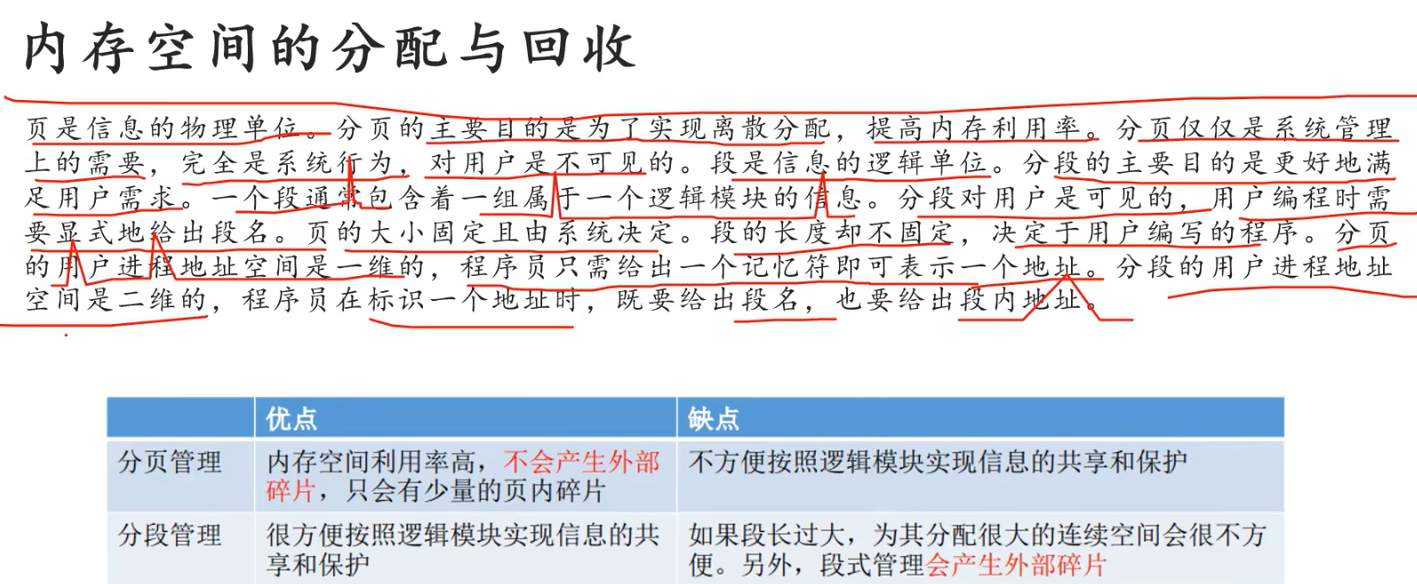 内存空间的分配与回收
页是信息的物理单位。分页的主要目的是为了实现离散分配，提高内存利用率。分页仅仅是系统管理
上的需要，完全是系统行为，对用户是不可见的。段是信息的逻辑单位。分段的主要目的是更好地满
足用户需求。一个段通常包含着一组属于一个逻辑模块的信息。分段对用户是可见的，用户编程时需
要显式地给出段名。页的大小固定且由系统决定。段的长度却不固定，决定于用户编写的程序。分页
的用户进程地址空间是一维的，程序员只需给出一个记忆符即可表示一个地址。分段的用户进程地址
空间是二维的，程序员在标识一个地址时，既要给出段名，也要给出段内地址。
优点 缺点
分页管理 内存空间利用率高，不会产生外部 不方便按照逻辑模块实现信息的共享和保护
碎片，只会有少量的页内碎片
分段管理 很方便按照逻辑模块实现信息的共 如果段长过大，为其分配很大的连续空间会很不方
享和保护 便。另外，段式管理会产生外部碎片